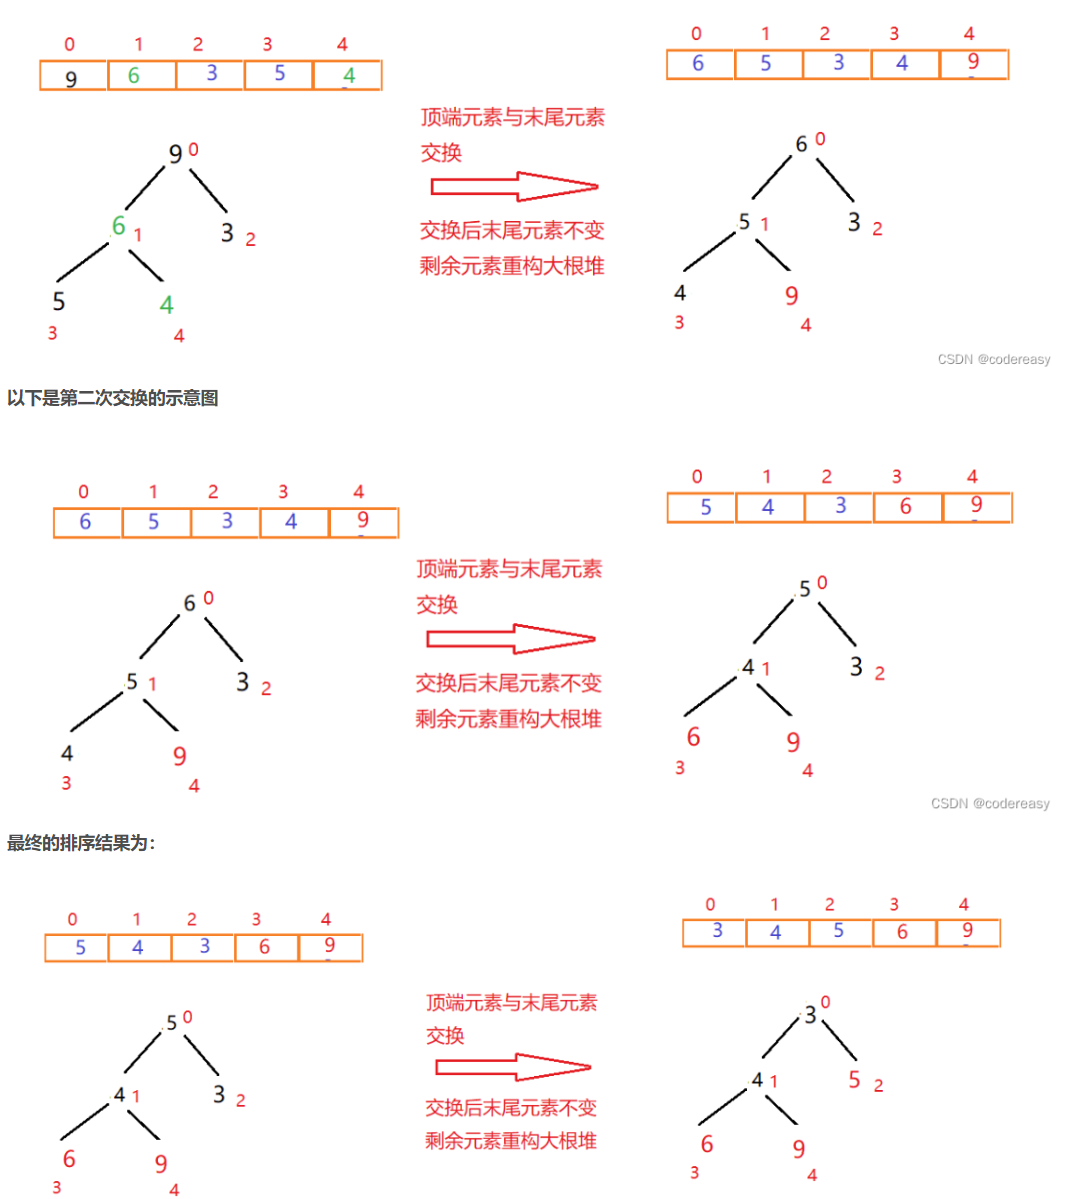 0 1 2 3 4
9 6 3 5 4
9 0
6 1
3 2
5
3
4
4
顶端元素与末尾元素
交换
交换后末尾元素不变
剩余元素重构大根堆
0 1 2 3 4
6 5 3 4 9
6 0
5 1
3 2
4
3
9
4
CSDN @codereasy
以下是第二次交换的示意图
0 1 2 3 4
6 5 3 4 9
6 0
5 1
3 2
4
3
9
4
顶端元素与末尾元素
交换
交换后末尾元素不变
剩余元素重构大根堆
0 1 2 3 4
5 4 3 6 9
5 0
4 1
3 2
6
3
9
4
CSDN @codereasy
最终的排序结果为：
0 1 2 3 4
5 4 3 6 9
5 0
4 1
3 2
6
3
9
4
顶端元素与末尾元素
交换
交换后末尾元素不变
剩余元素重构大根堆
0 1 2 3 4
3 4 5 6 9
3 0
4 1
5 2
6
3
9
4